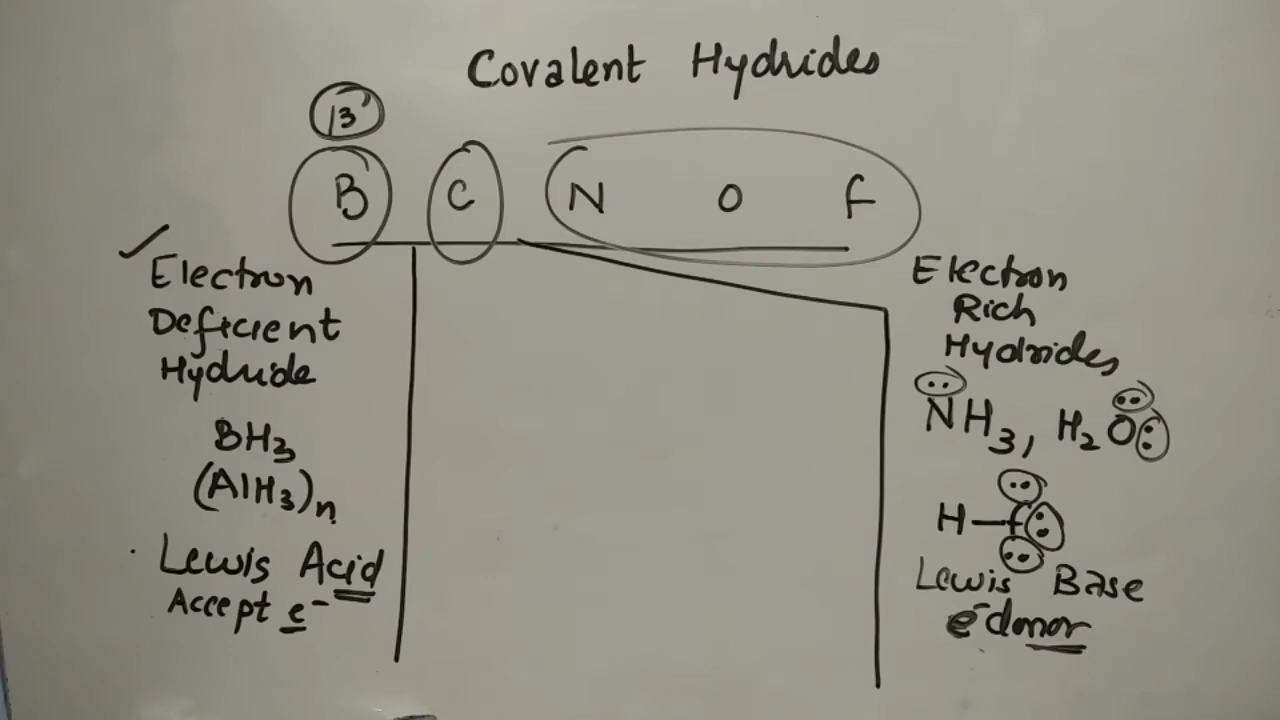 Covalent Hydrides
13
B C N O F
Electron
Deficient
Hydride
BH3
(AlH3)n
Lewis Acid
Accept e-
Electron
Rich
Hydrides
NH3, H2O
H-F
Lewis Base
e- donor